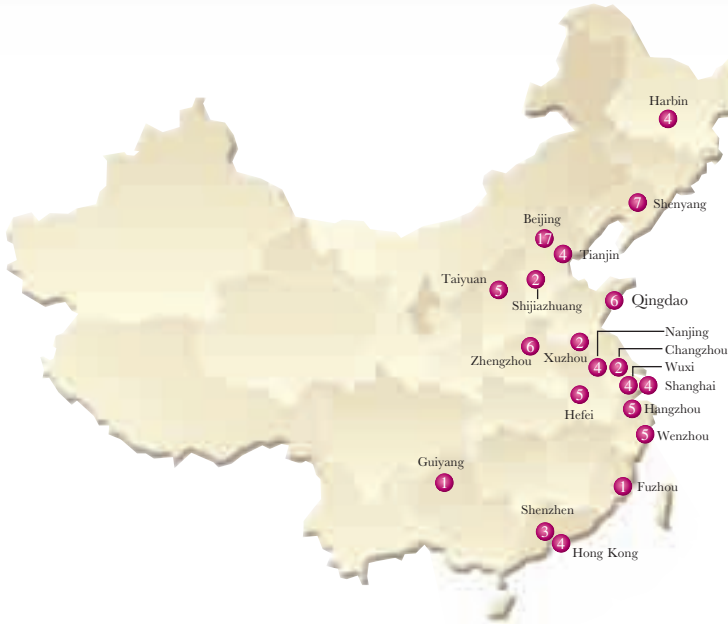 Harbin
4
7
Shenyang
Beijing
17
4
Tianjin
Taiyuan
5
2
Shijiazhuang
6
Qingdao
Nanjing
Changzhou
Wuxi
2
Xuzhou
6
Zhengzhou
4
2
4
4
Shanghai
5
Hefei
5
Hangzhou
5
Wenzhou
Guiyang
1
1
Fuzhou
Shenzhen
3
4
Hong Kong